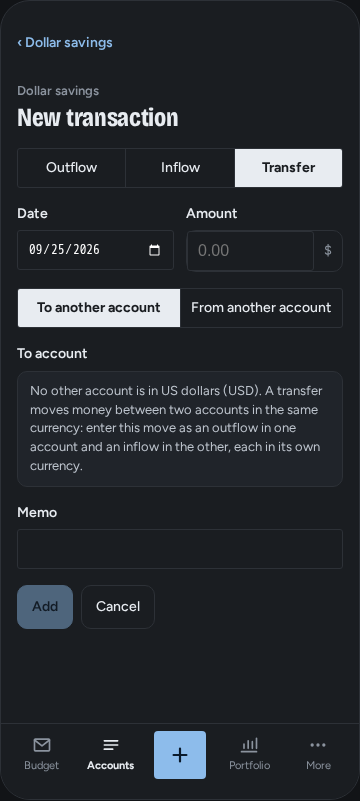 ‹ Dollar savings
Dollar savings
New transaction
Outflow Inflow Transfer
Date Amount
09/25/2026 0.00 $
To another account From another account
To account
No other account is in US dollars (USD). A transfer
moves money between two accounts in the same
currency: enter this move as an outflow in one
account and an inflow in the other, each in its own
currency.
Memo
Add Cancel
Budget Accounts + Portfolio More